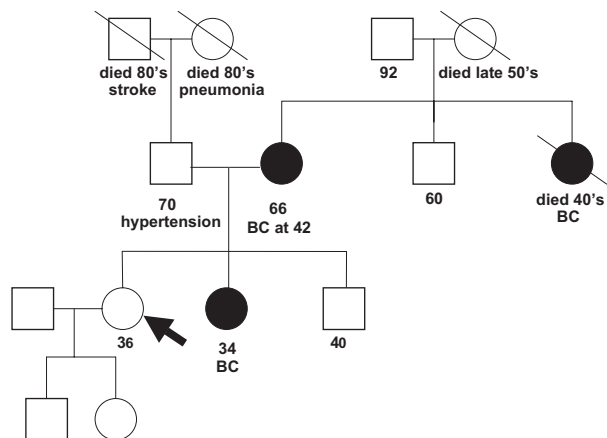 died 80's
stroke
died 80's
pneumonia
92
died late 50's
70
hypertension
66
BC at 42
60
died 40's
BC
36
34
BC
40